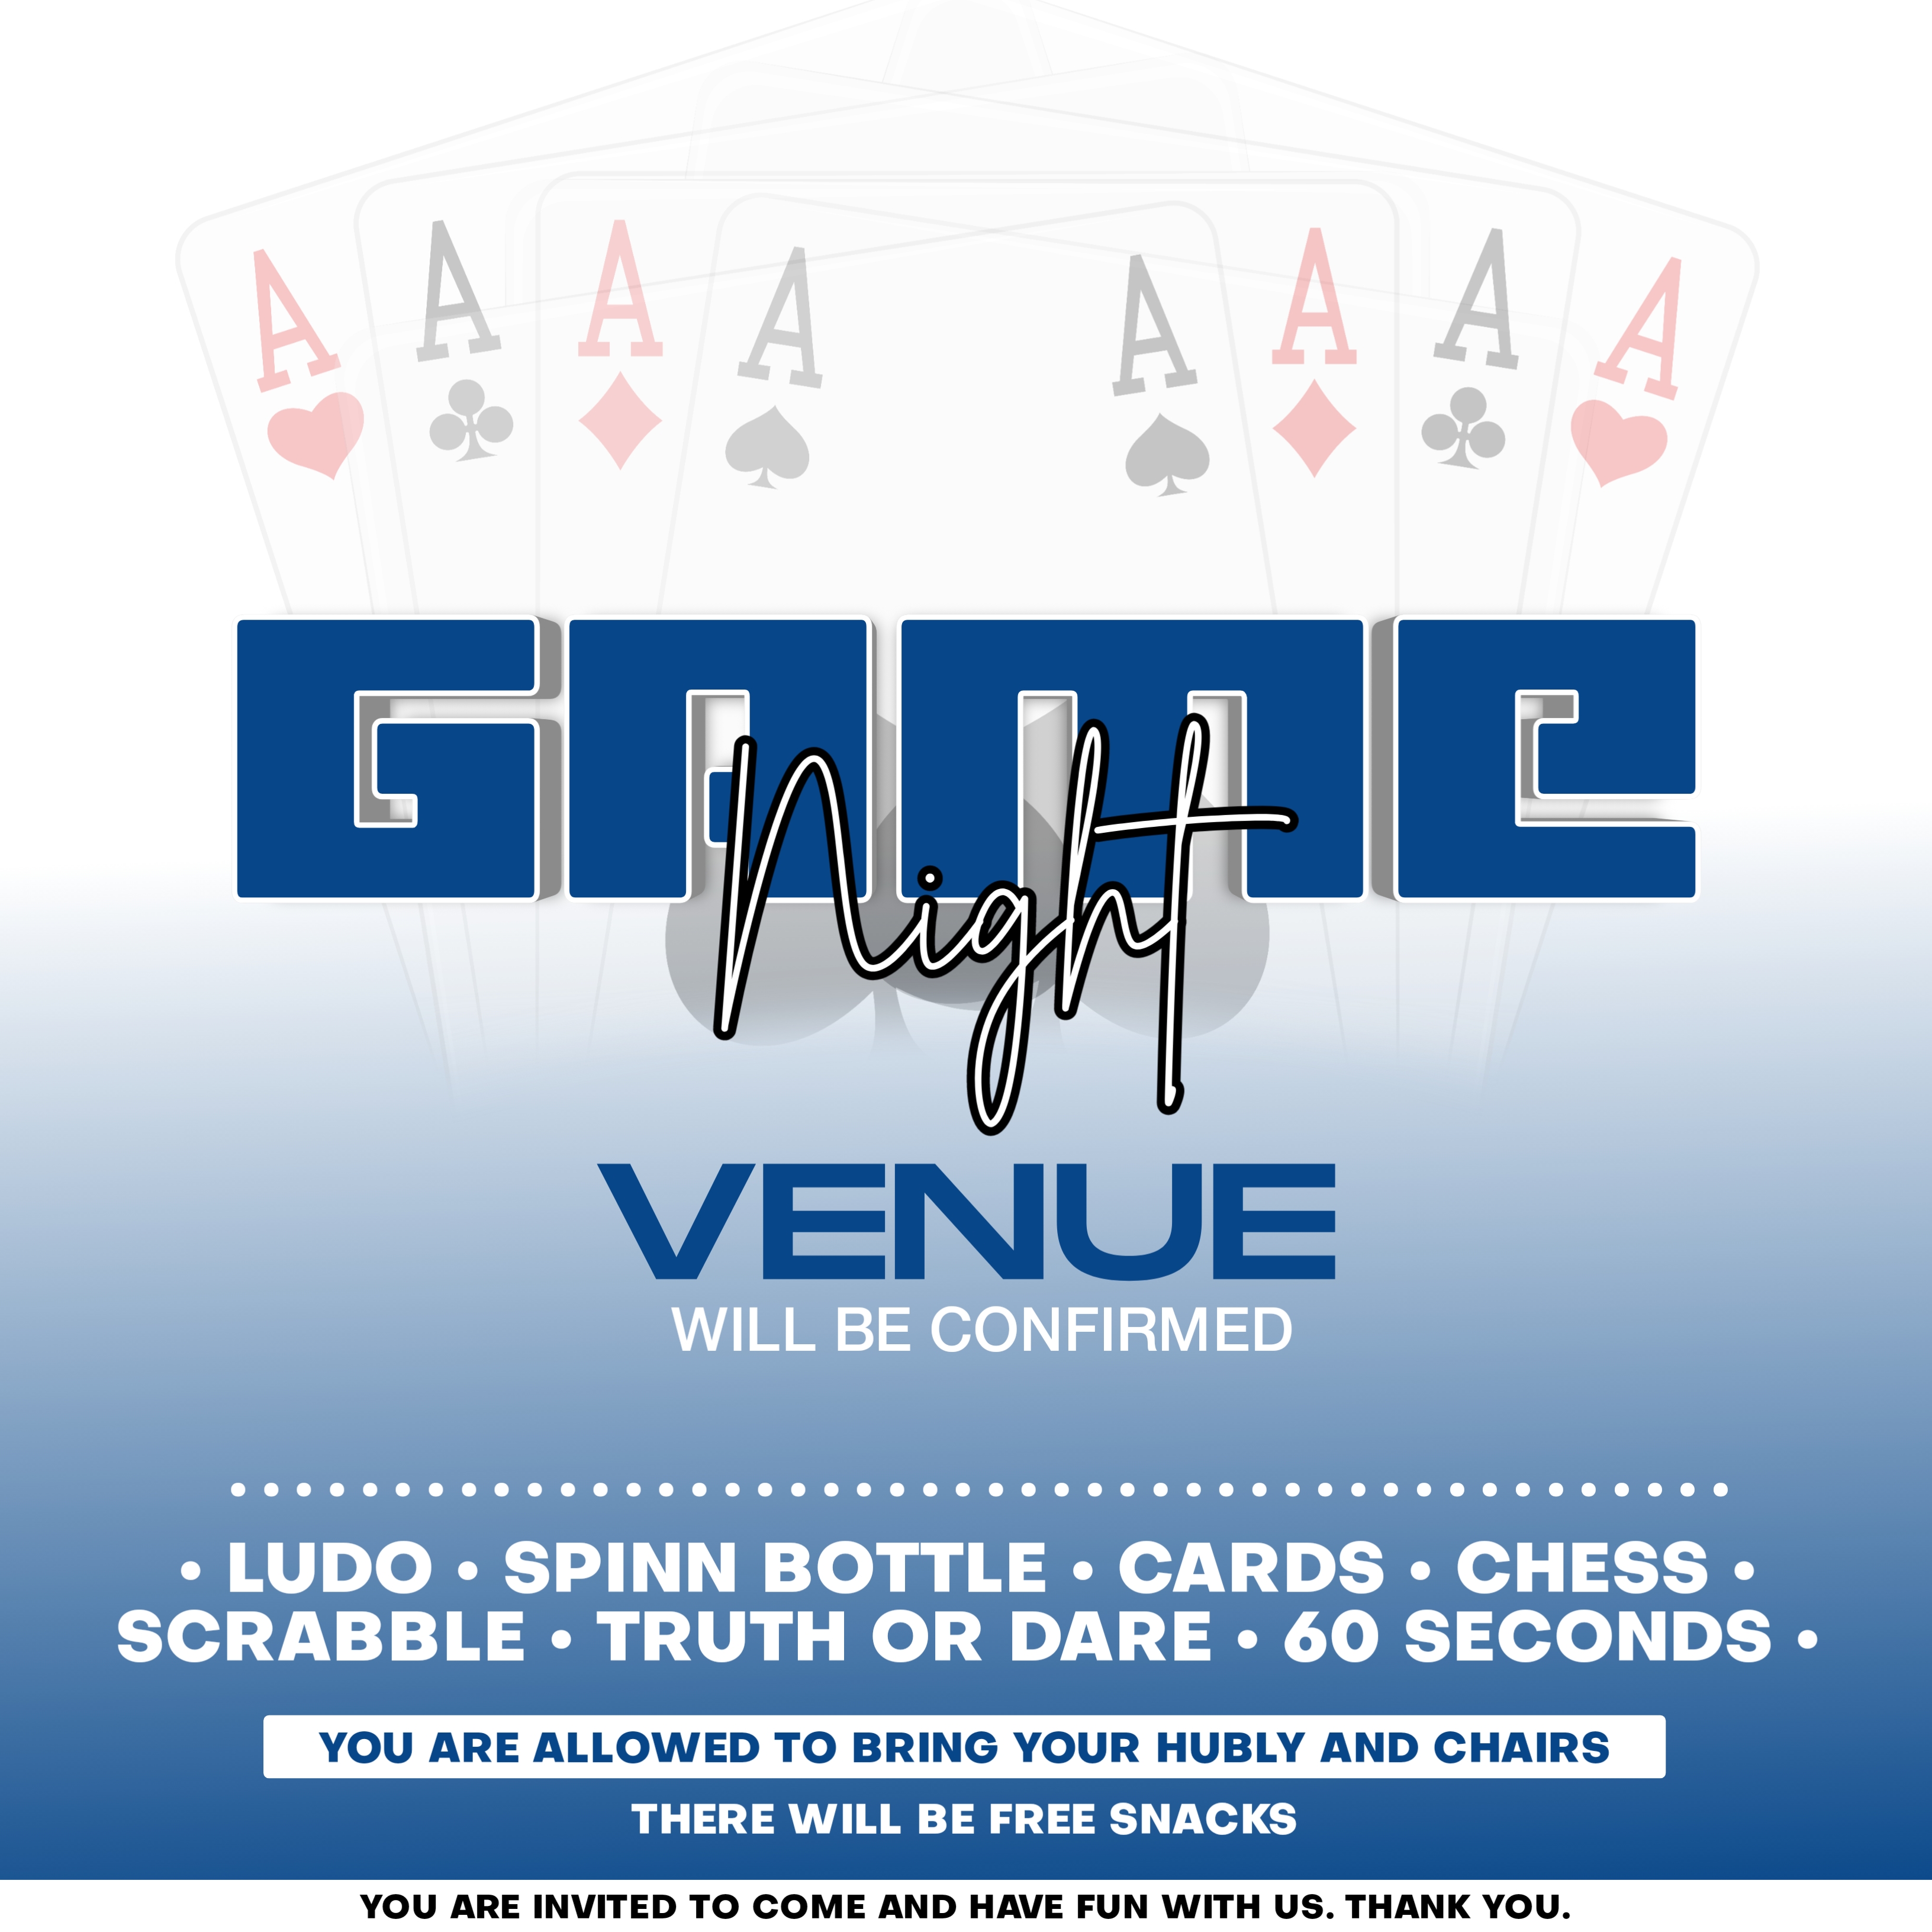 A A A A A A A A
GAME
Night
VENUE
WILL BE CONFIRMED
• LUDO • SPINN BOTTLE • CARDS • CHESS •
SCRABBLE • TRUTH OR DARE • 60 SECONDS •
YOU ARE ALLOWED TO BRING YOUR HUBLY AND CHAIRS
THERE WILL BE FREE SNACKS
YOU ARE INVITED TO COME AND HAVE FUN WITH US. THANK YOU.